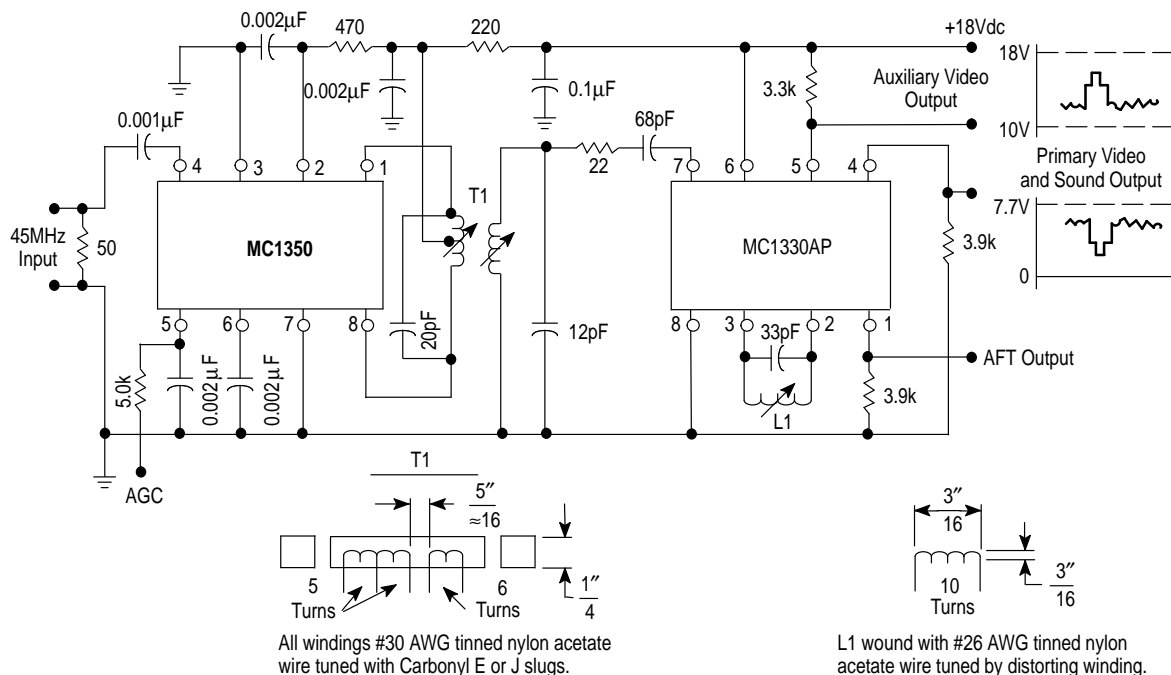 0.002µF
470
220
+18Vdc
18V
0.002µF
0.1µF
3.3k
Auxiliary Video
Output
10V
0.001µF
68pF
22
4
3
2
1
7
6
5
4
Primary Video
and Sound Output
7.7V
0
T1
45MHz
Input
50
MC1350
MC1330AP
3.9k
5
6
7
8
20pF
12pF
8
3
2
1
33pF
L1
AFT Output
3.9k
5.0k
0.002µF
0.002µF
AGC
T1
5″
≈16
5
Turns
6
Turns
1″
4
All windings #30 AWG tinned nylon acetate
wire tuned with Carbonyl E or J slugs.
3″
16
10
Turns
3″
16
L1 wound with #26 AWG tinned nylon
acetate wire tuned by distorting winding.